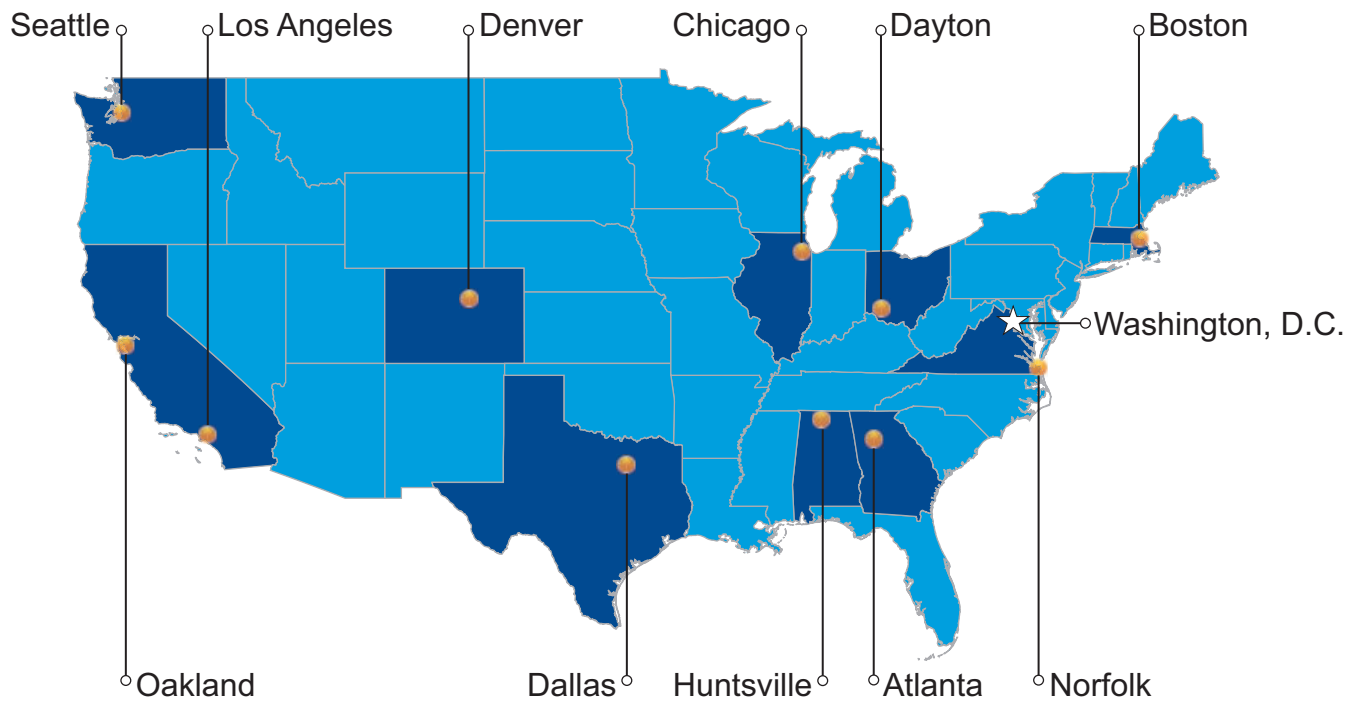 Seattle
Los Angeles
Denver
Chicago
Dayton
Boston
Washington, D.C.
Oakland
Dallas
Huntsville
Atlanta
Norfolk